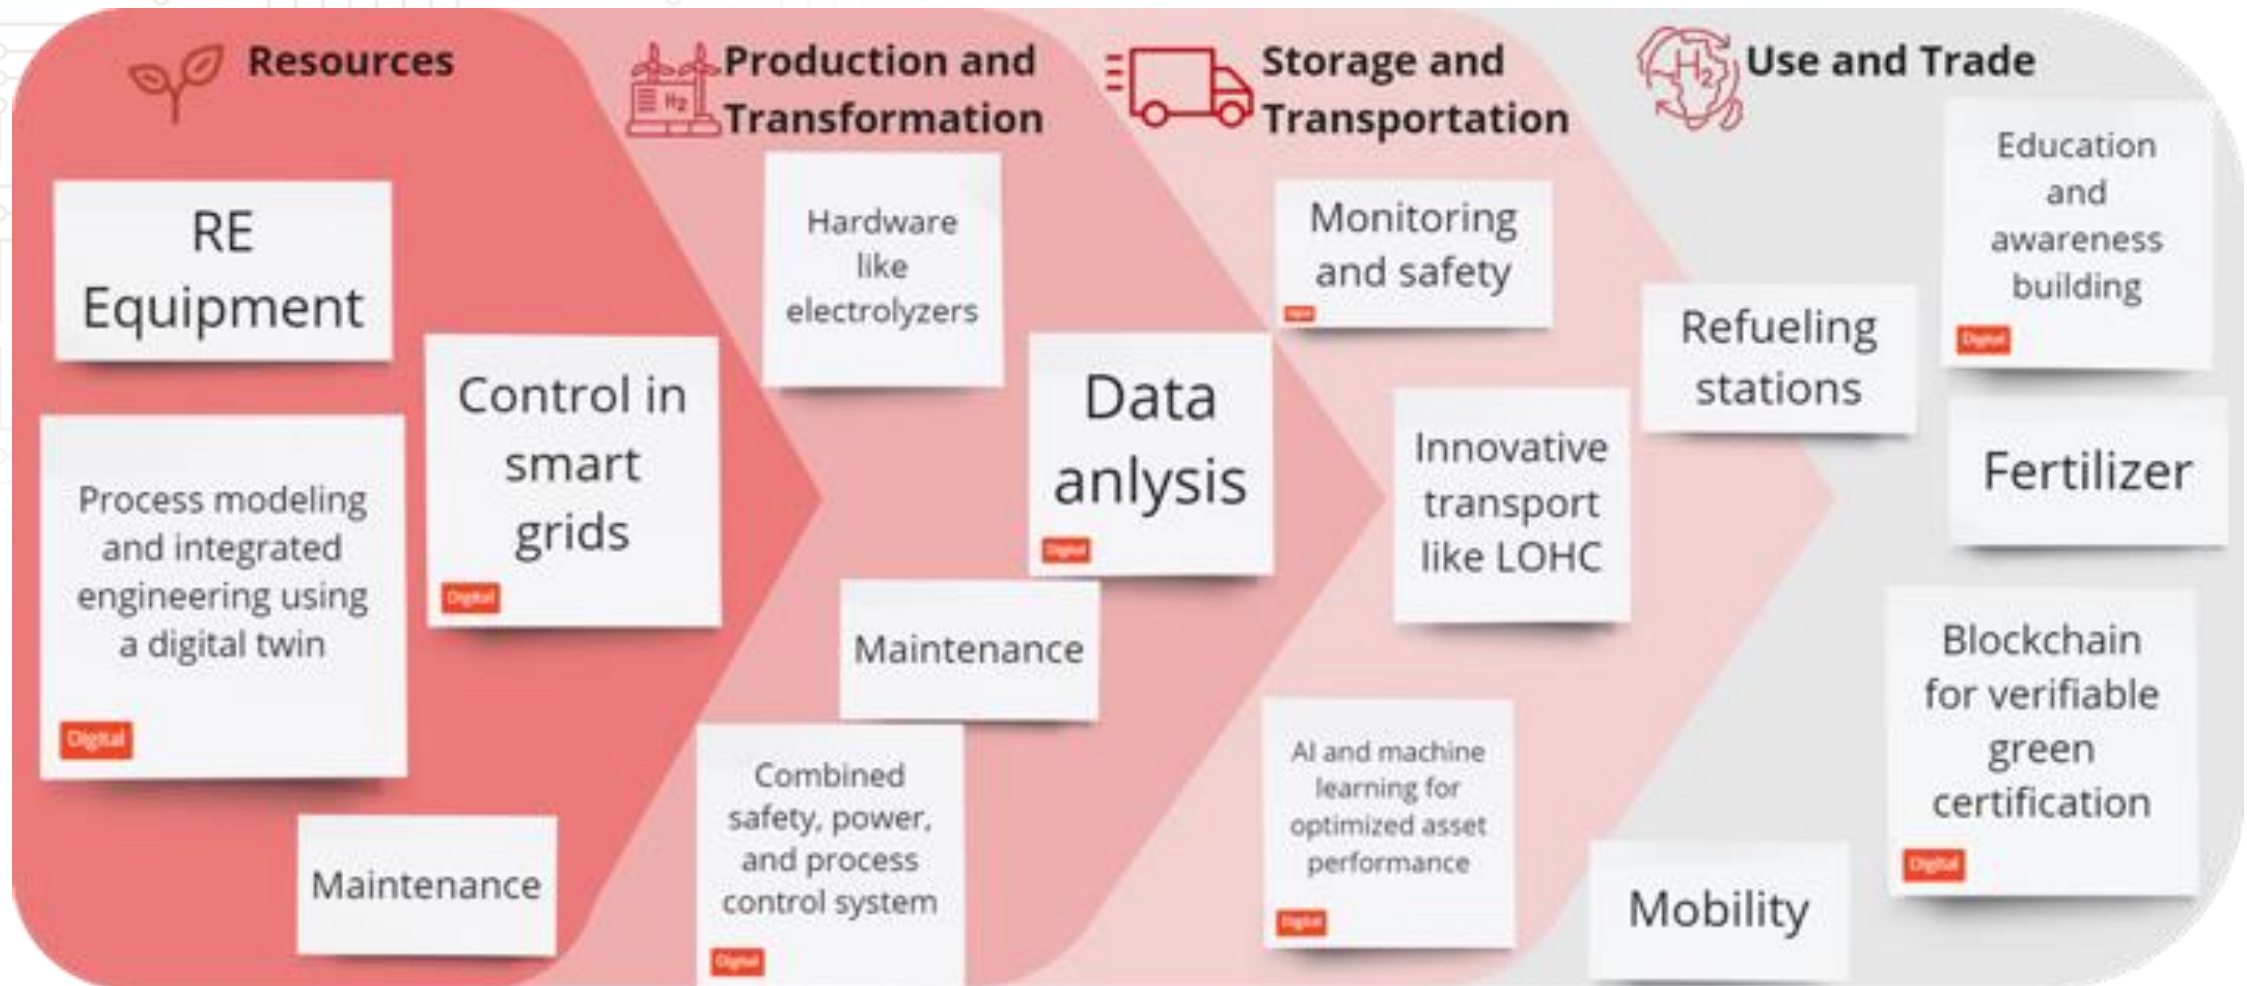 Resources
RE
Equipment
Control in
smart
grids
Digital
Process modeling
and integrated
engineering using
a digital twin
Digital
Maintenance
H2
Production and
Transformation
Hardware
like
electrolyzers
Data
anlysis
Digital
Maintenance
Combined
safety, power,
and process
control system
Digital
Storage and
Transportation
Monitoring
and safety
Innovative
transport
like LOHC
AI and machine
learning for
optimized asset
performance
Digital
H2
Use and Trade
Education
and
awareness
building
Digital
Refueling
stations
Fertilizer
Blockchain
for verifiable
green
certification
Digital
Mobility